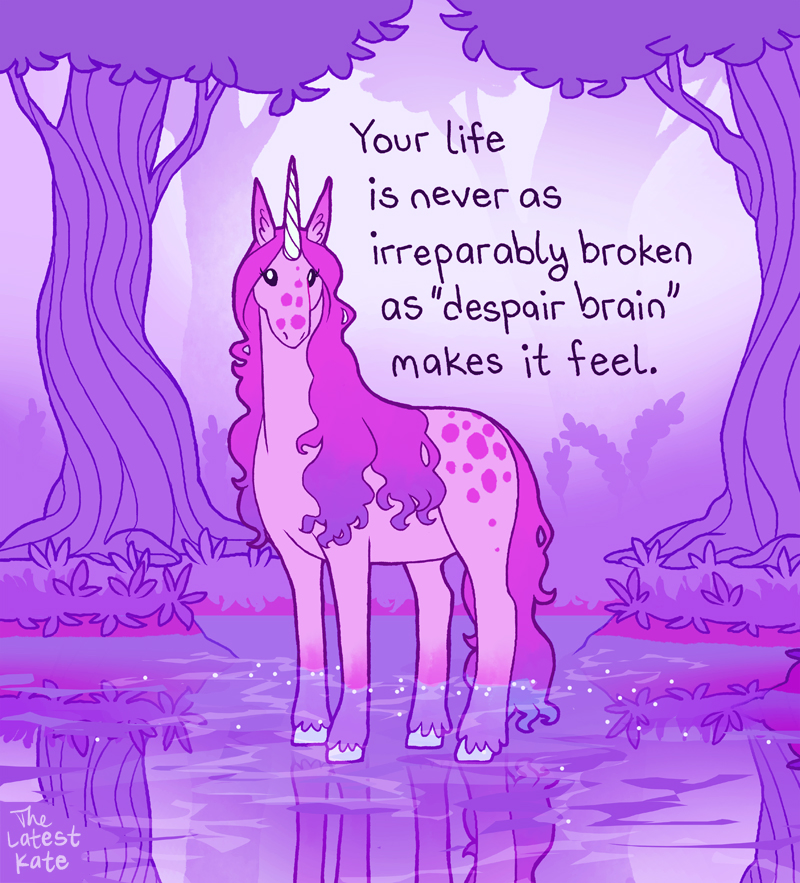 Your life
is never as
irreparably broken
as "despair brain"
makes it feel.
The
Latest
Kate